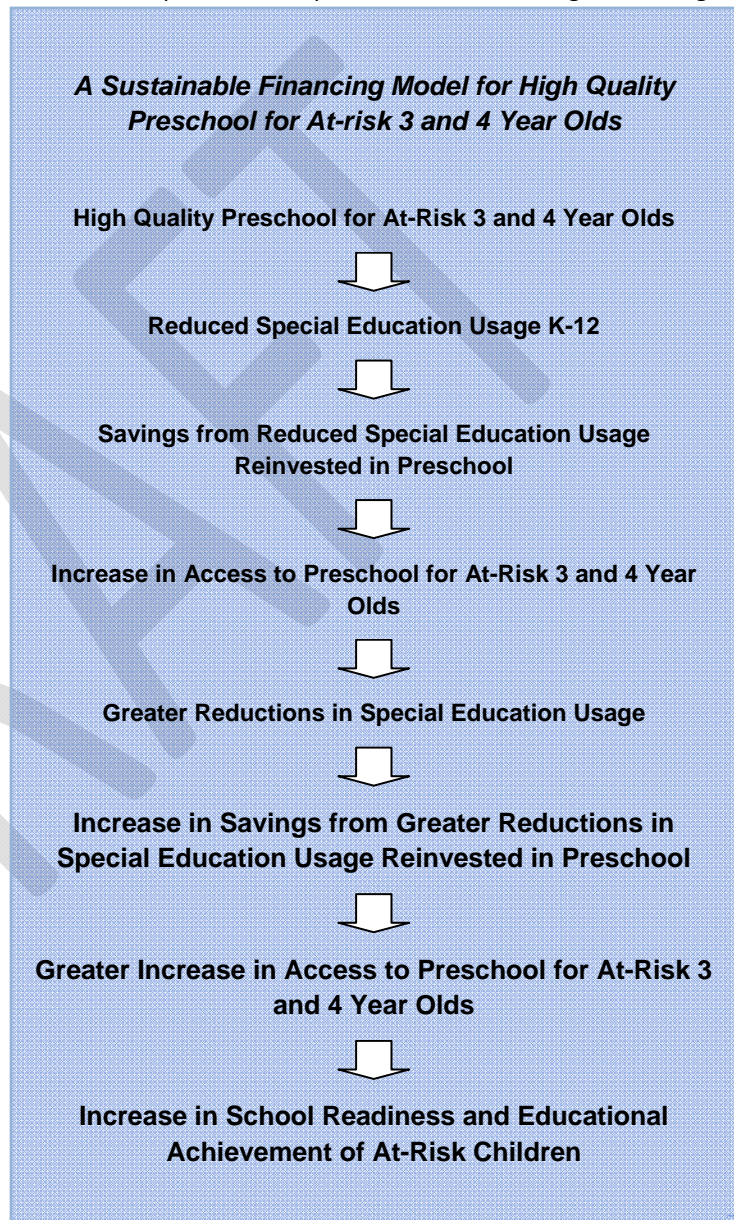 A Sustainable Financing Model for High Quality
Preschool for At-risk 3 and 4 Year Olds
High Quality Preschool for At-Risk 3 and 4 Year Olds
Reduced Special Education Usage K-12
Savings from Reduced Special Education Usage
Reinvested in Preschool
Increase in Access to Preschool for At-Risk 3 and 4 Year
Olds
Greater Reductions in Special Education Usage
Increase in Savings from Greater Reductions in
Special Education Usage Reinvested in Preschool
Greater Increase in Access to Preschool for At-Risk 3
and 4 Year Olds
Increase in School Readiness and Educational
Achievement of At-Risk Children